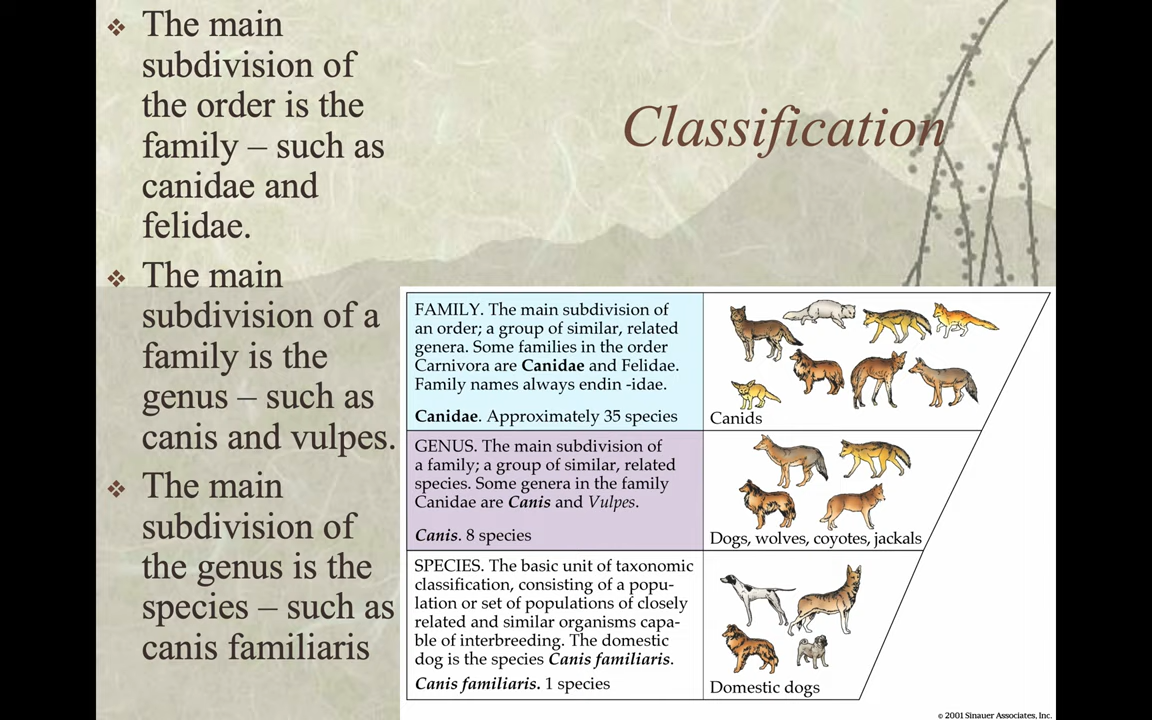 ❖ The main
subdivision of
the order is the
family – such as
canidae and
felidae.
❖ The main
subdivision of a
family is the
genus – such as
canis and vulpes.
❖ The main
subdivision of
the genus is the
species – such as
canis familiaris
Classification
FAMILY. The main subdivision of
an order; a group of similar, related
genera. Some families in the order
Carnivora are Canidae and Felidae.
Family names always endin -idae.
Canidae. Approximately 35 species
Canids
GENUS. The main subdivision of
a family; a group of similar, related
species. Some genera in the family
Canidae are Canis and Vulpes.
Canis. 8 species
Dogs, wolves, coyotes, jackals
SPECIES. The basic unit of taxonomic
classification, consisting of a popu-
lation or set of populations of closely
related and similar organisms capa-
ble of interbreeding. The domestic
dog is the species Canis familiaris.
Canis familiaris. 1 species
Domestic dogs
© 2001 Sinauer Associates, Inc.